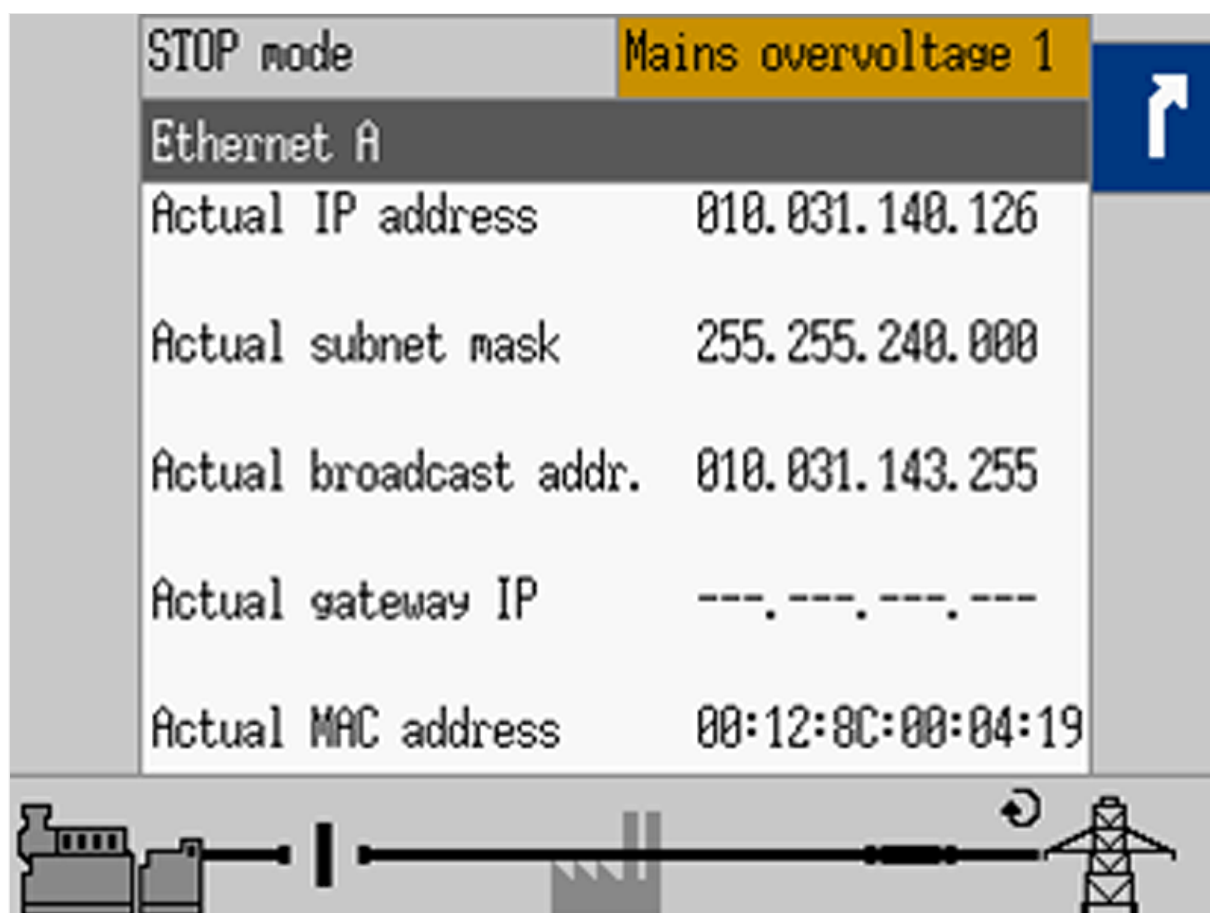 STOP mode
Mains overvoltage 1
Ethernet A
Actual IP address 010.031.140.126
Actual subnet mask 255.255.240.000
Actual broadcast addr. 010.031.143.255
Actual gateway IP ---.---.---.---
Actual MAC address 00:12:8C:00:04:19